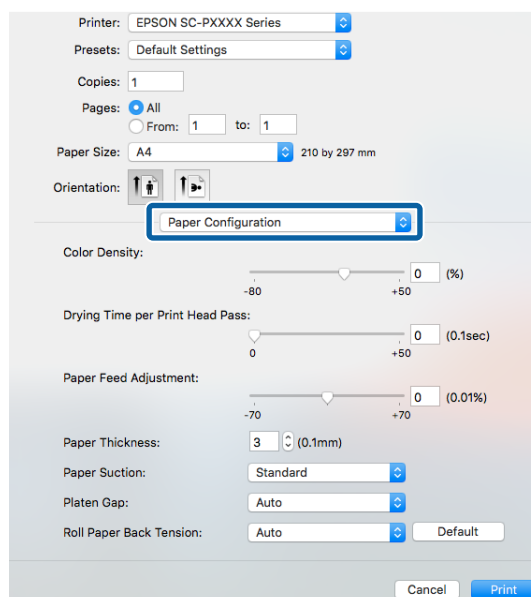 Printer: EPSON SC-PXXXX Series
Presets: Default Settings
Copies: 1
Pages: All
From: 1 to: 1
Paper Size: A4 210 by 297 mm
Orientation:
Paper Configuration
Color Density:
0 (%)
-80 +50
Drying Time per Print Head Pass:
0 (0.1sec)
0 +50
Paper Feed Adjustment:
0 (0.01%)
-70 +70
Paper Thickness: 3 (0.1mm)
Paper Suction: Standard
Platen Gap: Auto
Roll Paper Back Tension: Auto Default
Cancel Print